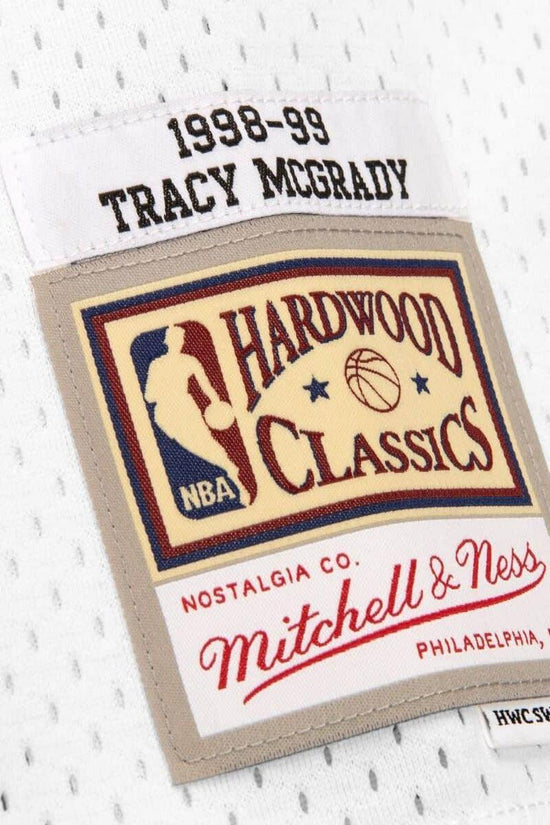 1998-99
TRACY MCGRADY
HARDWOOD
CLASSICS
NBA
NOSTALGIA CO.
Mitchell & Ness
PHILADELPHIA,